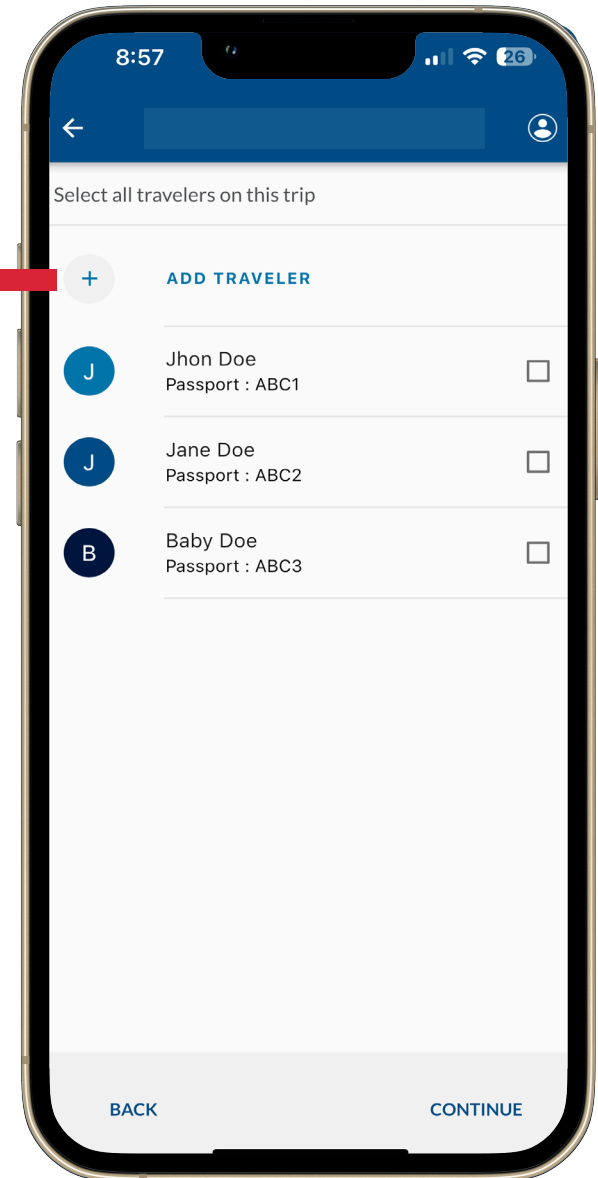 8:57
26
Select all travelers on this trip
+ ADD TRAVELER
J
Jhon Doe
Passport : ABC1
J
Jane Doe
Passport : ABC2
B
Baby Doe
Passport : ABC3
BACK CONTINUE